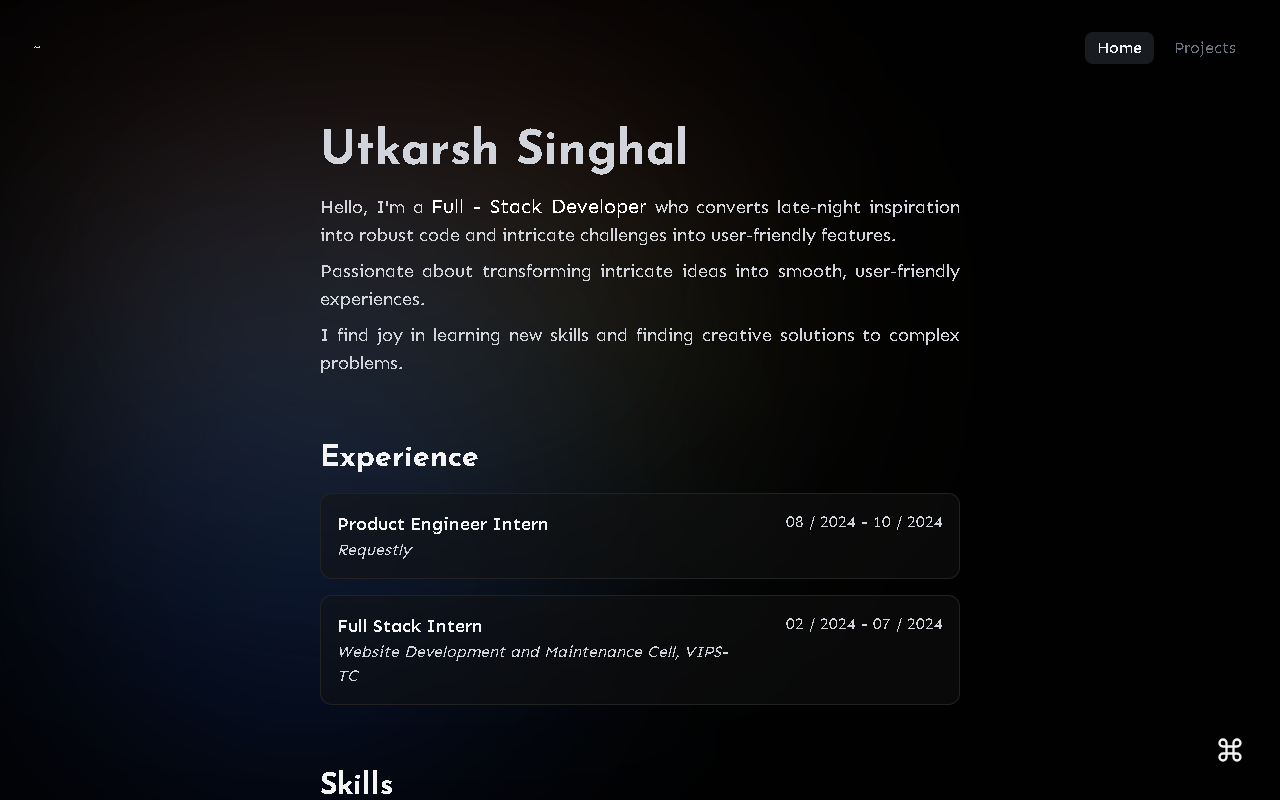 ~
Home
Projects
Utkarsh Singhal
Hello, I'm a Full - Stack Developer who converts late-night inspiration
into robust code and intricate challenges into user-friendly features.
Passionate about transforming intricate ideas into smooth, user-friendly
experiences.
I find joy in learning new skills and finding creative solutions to complex
problems.
Experience
Product Engineer Intern
08 / 2024 - 10 / 2024
Requestly
Full Stack Intern
02 / 2024 - 07 / 2024
Website Development and Maintenance Cell, VIPS-
TC
Skills
⌘